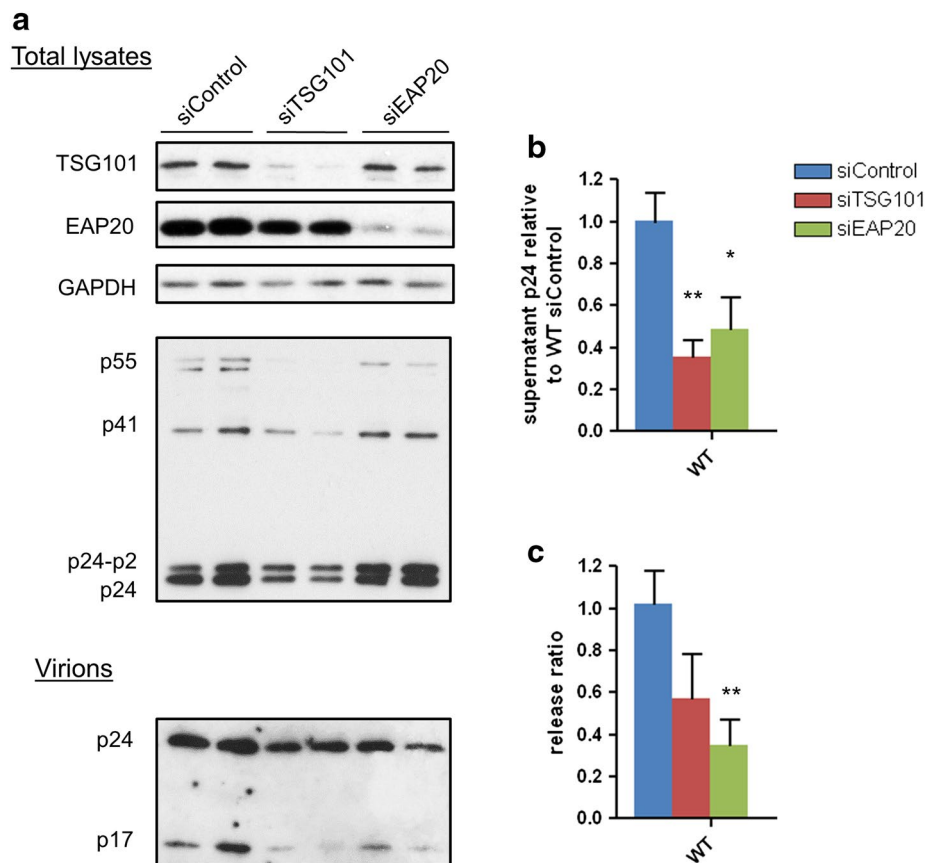 a
Total lysates
siControl
siTSG101
siEAP20
TSG101
EAP20
GAPDH
p55
p41
p24-p2
p24
Virions
p24
p17
b
supernatant p24 relative
to WT siControl
1.2
1.0
0.8
0.6
0.4
0.2
0.0
**
*
WT
siControl
siTSG101
siEAP20
c
release ratio
1.2
1.0
0.8
0.6
0.4
0.2
0.0
**
WT